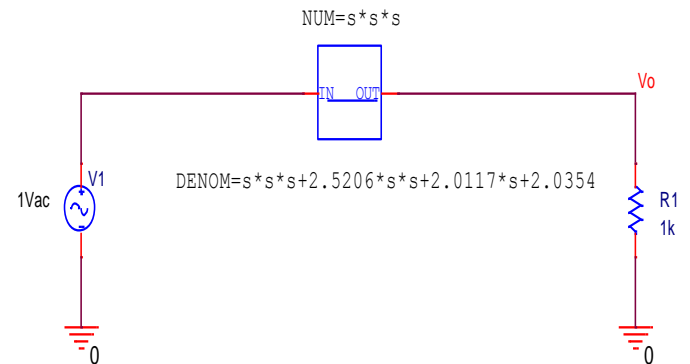 NUM=s*s*s
Vo
IN OUT
V1
1Vac
DENOM=s*s*s+2.5206*s*s+2.0117*s+2.0354
R1
1k
0
0